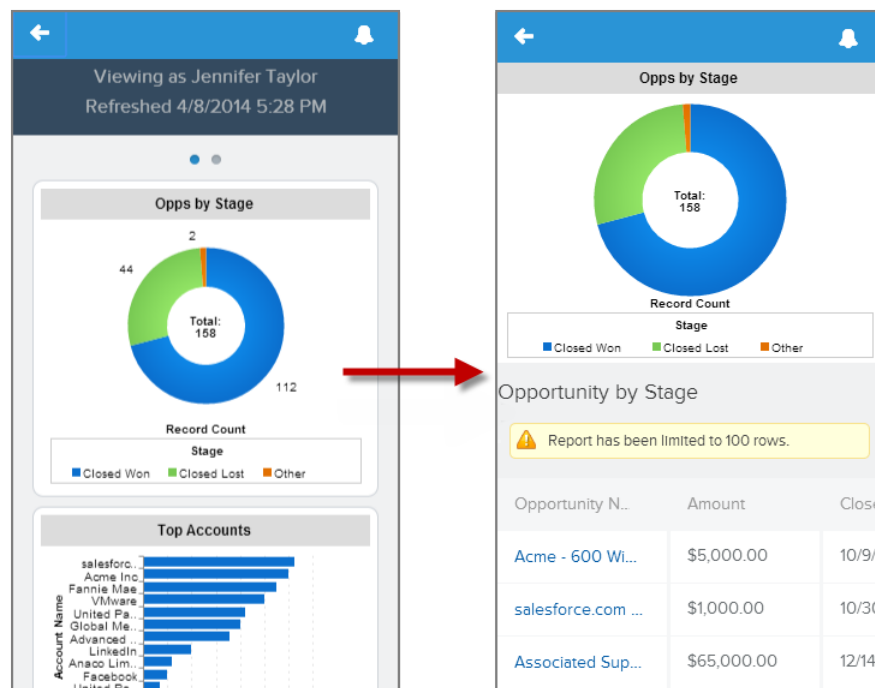 Viewing as Jennifer Taylor
Refreshed 4/8/2014 5:28 PM
Opps by Stage
2
44
Total:
158
112
Record Count
Stage
Closed Won Closed Lost Other
Top Accounts
Account Name
salesforc..
Acme Inc.
Fannie Mae
VMware
United Pa..
Global Me..
Advanced ..
LinkedIn
Anaco Lim..
Facebook
United Pa..
Opps by Stage
Total:
158
Record Count
Stage
Closed Won Closed Lost Other
Opportunity by Stage
Report has been limited to 100 rows.
Opportunity N... Amount Close
Acme - 600 Wi... $5,000.00 10/9/
salesforce.com ... $1,000.00 10/30
Associated Sup... $65,000.00 12/14